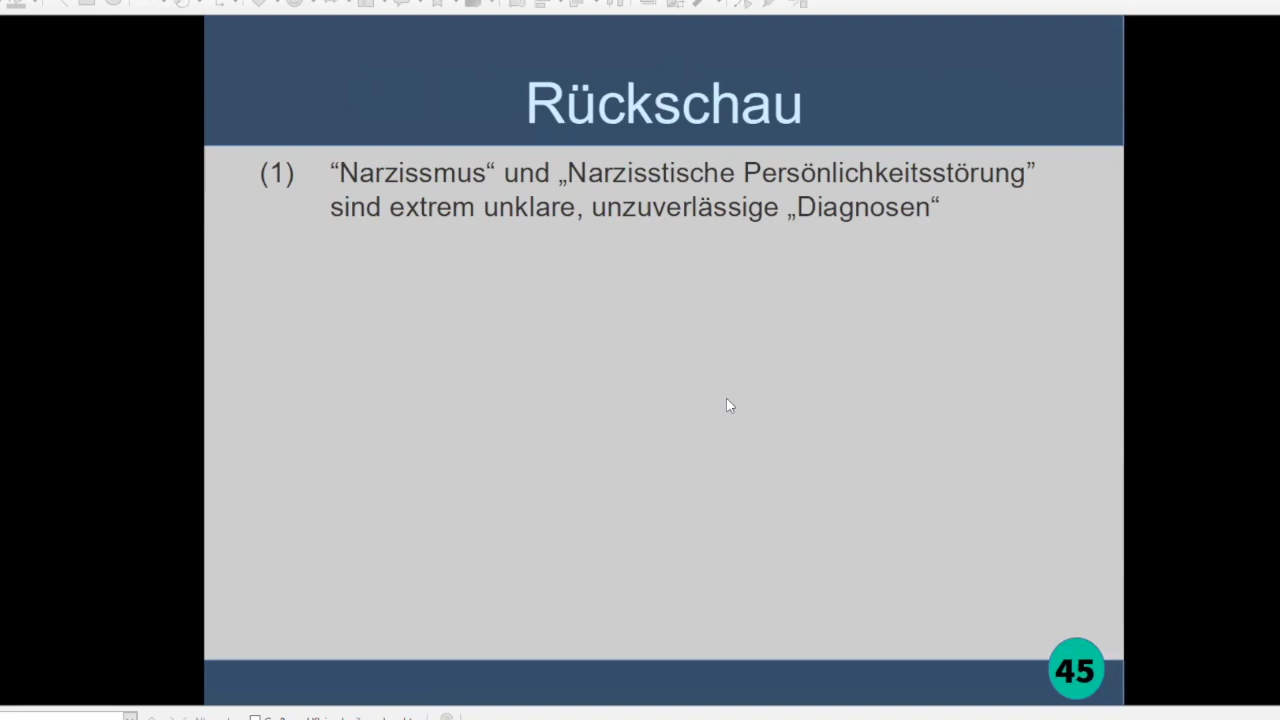 Rückschau
(1) “Narzissmus“ und „Narzisstische Persönlichkeitsstörung”
sind extrem unklare, unzuverlässige „Diagnosen“
45